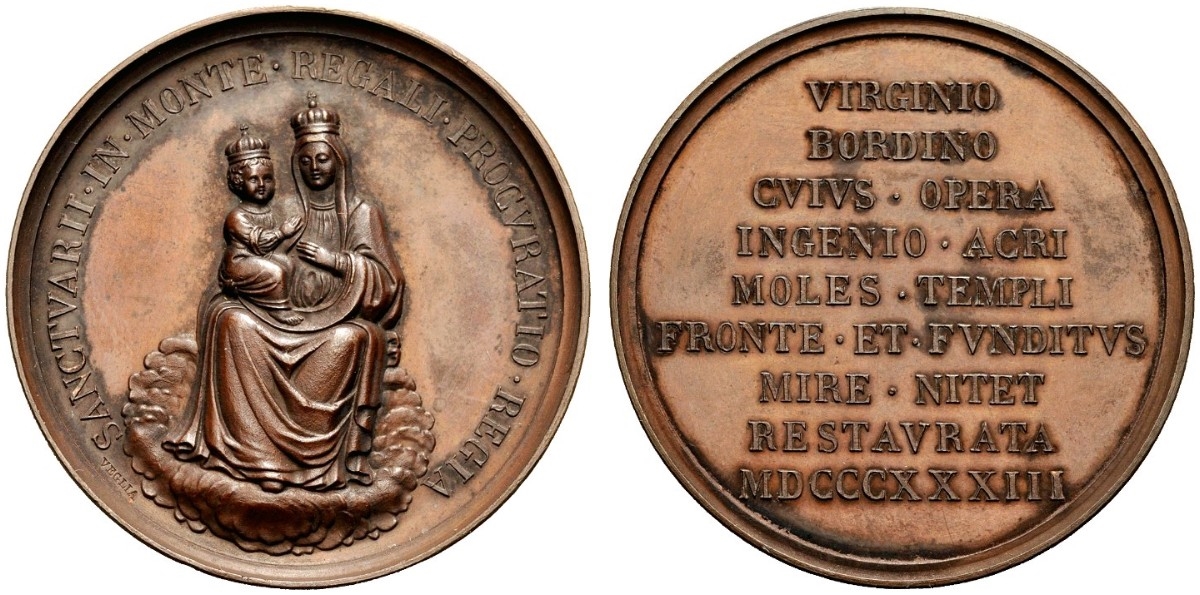 SANCTVARII · IN · MONTE · REGALI · PROCVRATIO · REGIA
VEGLIA
VIRGINIO
BORDINO
CVIVS · OPERA
INGENIO · ACRI
MOLES · TEMPLI
FRONTE · ET · FVNDITVS
MIRE · NITET
RESTAVRATA
MDCCCXXXIII